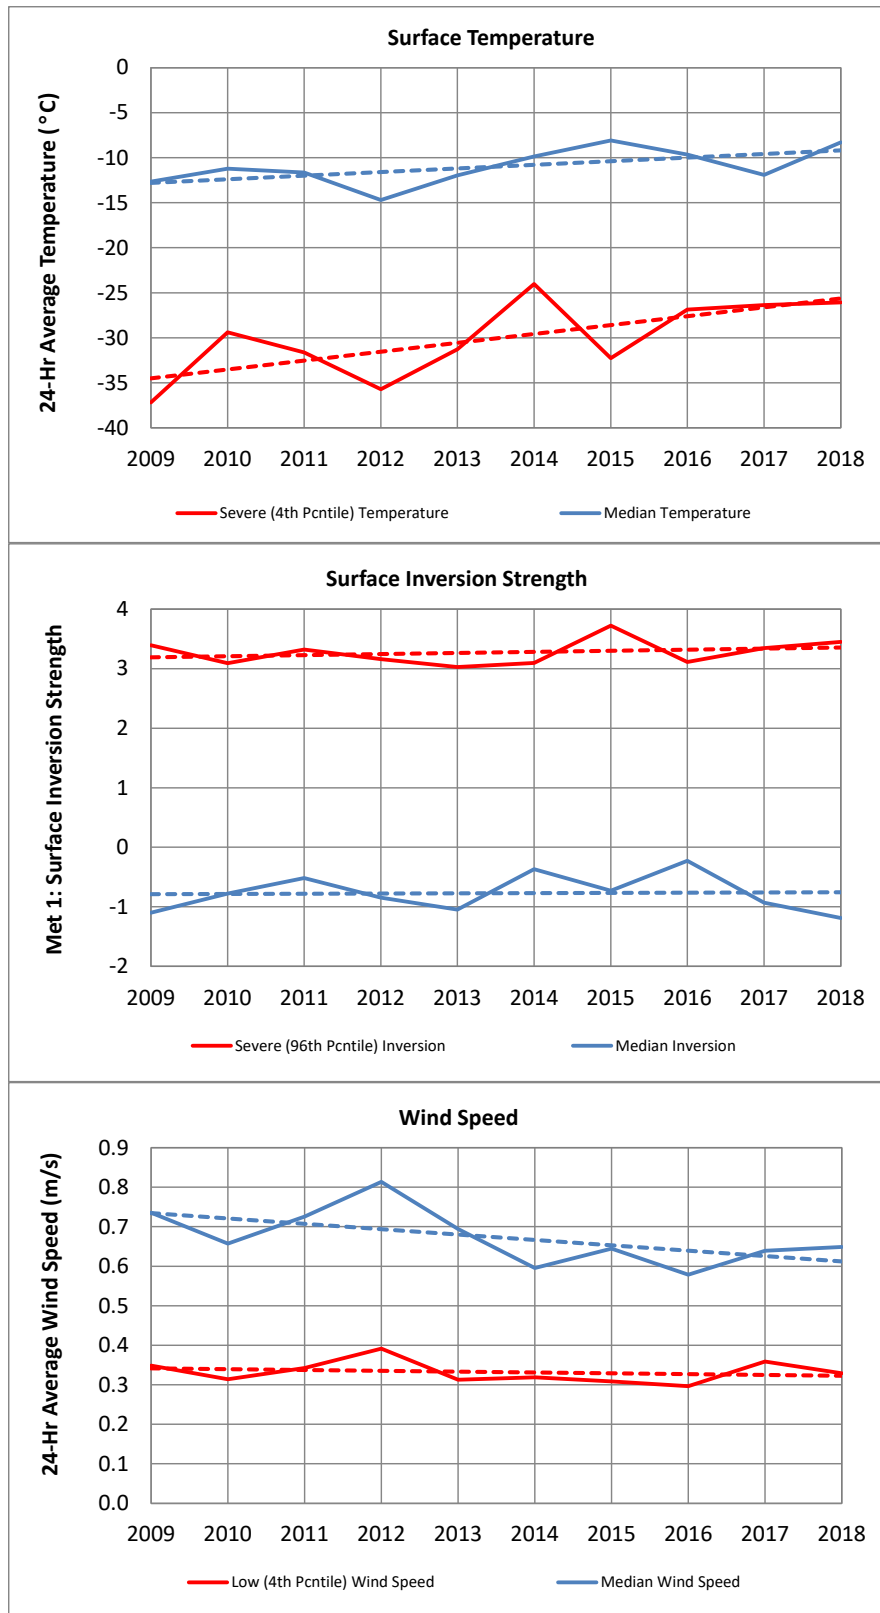 Surface Temperature
24-Hr Average Temperature (°C)
0
-5
-10
-15
-20
-25
-30
-35
-40
2009 2010 2011 2012 2013 2014 2015 2016 2017 2018
Severe (4th Pcntile) Temperature Median Temperature
Surface Inversion Strength
Met 1: Surface Inversion Strength
4
3
2
1
0
-1
-2
2009 2010 2011 2012 2013 2014 2015 2016 2017 2018
Severe (96th Pcntile) Inversion Median Inversion
Wind Speed
24-Hr Average Wind Speed (m/s)
0.9
0.8
0.7
0.6
0.5
0.4
0.3
0.2
0.1
0.0
2009 2010 2011 2012 2013 2014 2015 2016 2017 2018
Low (4th Pcntile) Wind Speed Median Wind Speed